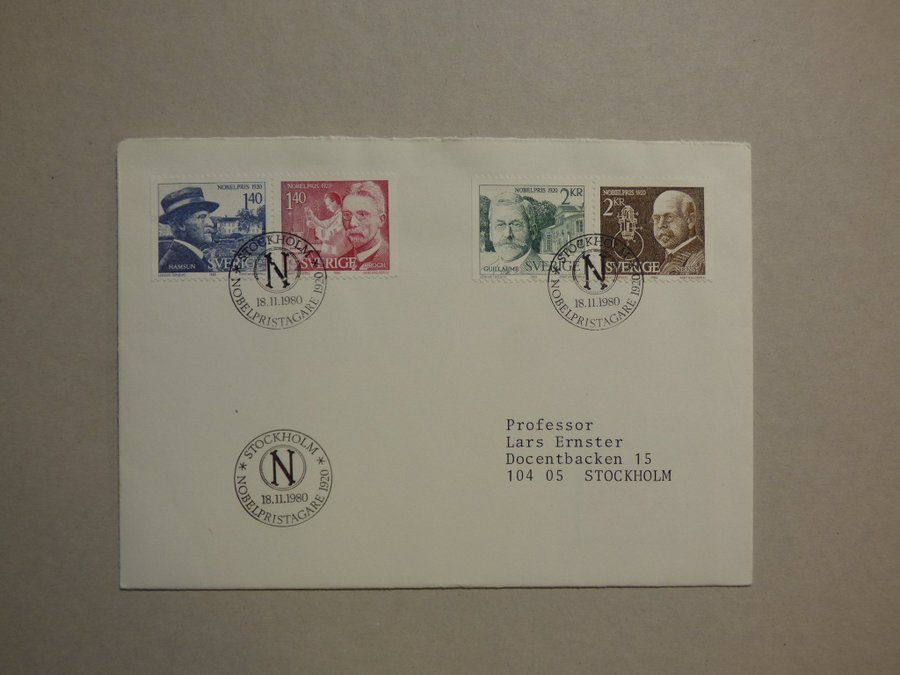 NOBELPRIS 1920
1.40
HAMSUN
NOBELPRIS 1920
1.40
SVERIGE
NOBELPRIS 1920
2KR
GUILLAUME
SVERIGE
NOBELPRIS 1920
2KR
SVERIGE
STOCKHOLM
N
18.11.1980
NOBELPRISTAGARE 1920
STOCKHOLM
N
18.11.1980
NOBELPRISTAGARE 1920
Professor
Lars Ernster
Docentbacken 15
104 05 STOCKHOLM
STOCKHOLM
N
18.11.1980
NOBELPRISTAGARE 1920